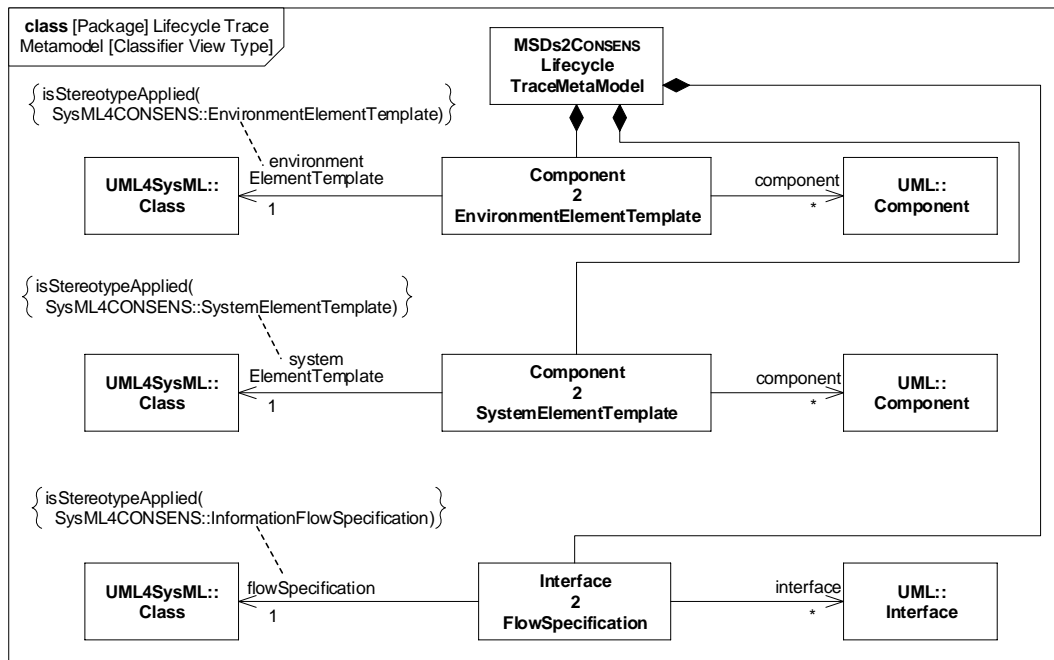 class [Package] Lifecycle Trace
Metamodel [Classifier View Type]
MSDs2CONSENS
Lifecycle
TraceMetaModel
{isStereotypeApplied(
SysML4CONSENS::EnvironmentElementTemplate)}
environment
ElementTemplate
1
UML4SysML::
Class
Component
2
EnvironmentElementTemplate
component
*
UML::
Component
{isStereotypeApplied(
SysML4CONSENS::SystemElementTemplate)}
system
ElementTemplate
1
UML4SysML::
Class
Component
2
SystemElementTemplate
component
*
UML::
Component
{isStereotypeApplied(
SysML4CONSENS::InformationFlowSpecification)}
flowSpecification
1
UML4SysML::
Class
Interface
2
FlowSpecification
interface
*
UML::
Interface